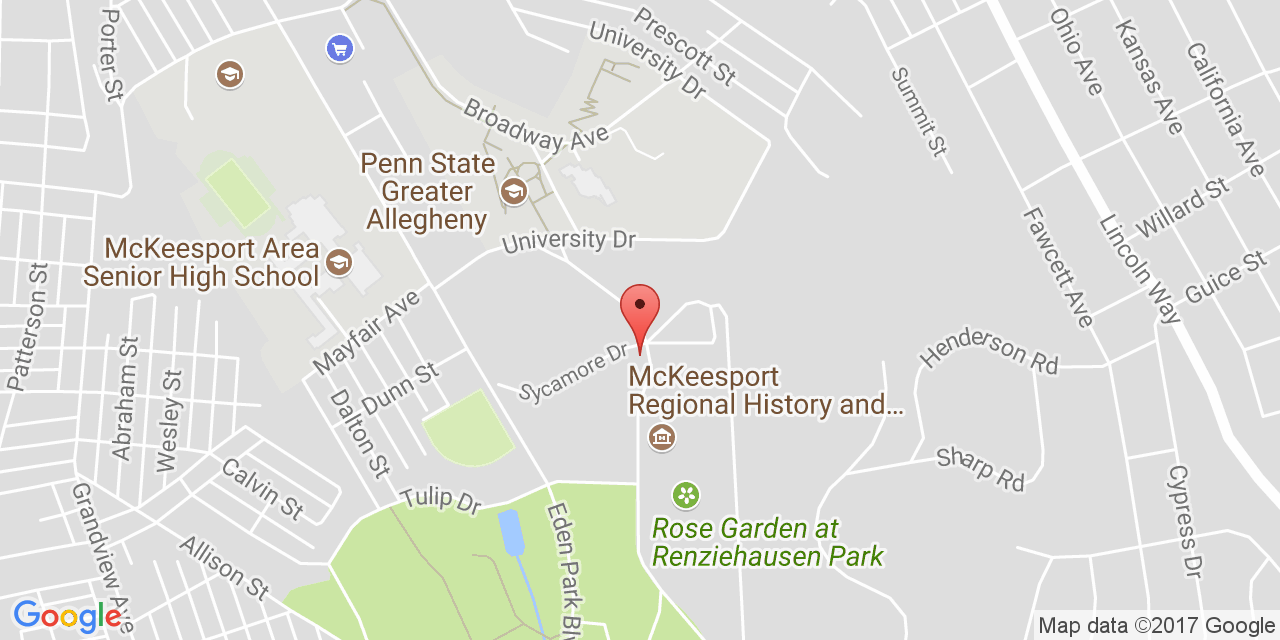 Porter St
Prescott St
University Dr
Ohio Ave
Kansas Ave
California Ave
Summit St
Broadway Ave
Penn State
Greater
Allegheny
University Dr
McKeesport Area
Senior High School
Willard St
Fawcett Ave
Lincoln Way
Guice St
Patterson St
Mayfair Ave
Abraham St
Wesley St
Dunn St
Dalton St
Sycamore Dr
Henderson Rd
McKeesport
Regional History and...
Calvin St
Tulip Dr
Sharp Rd
Cypress Dr
Grandview Ave
Allison St
Eden Park Blv
Rose Garden at
Renziehausen Park
Google
Map data ©2017 Google